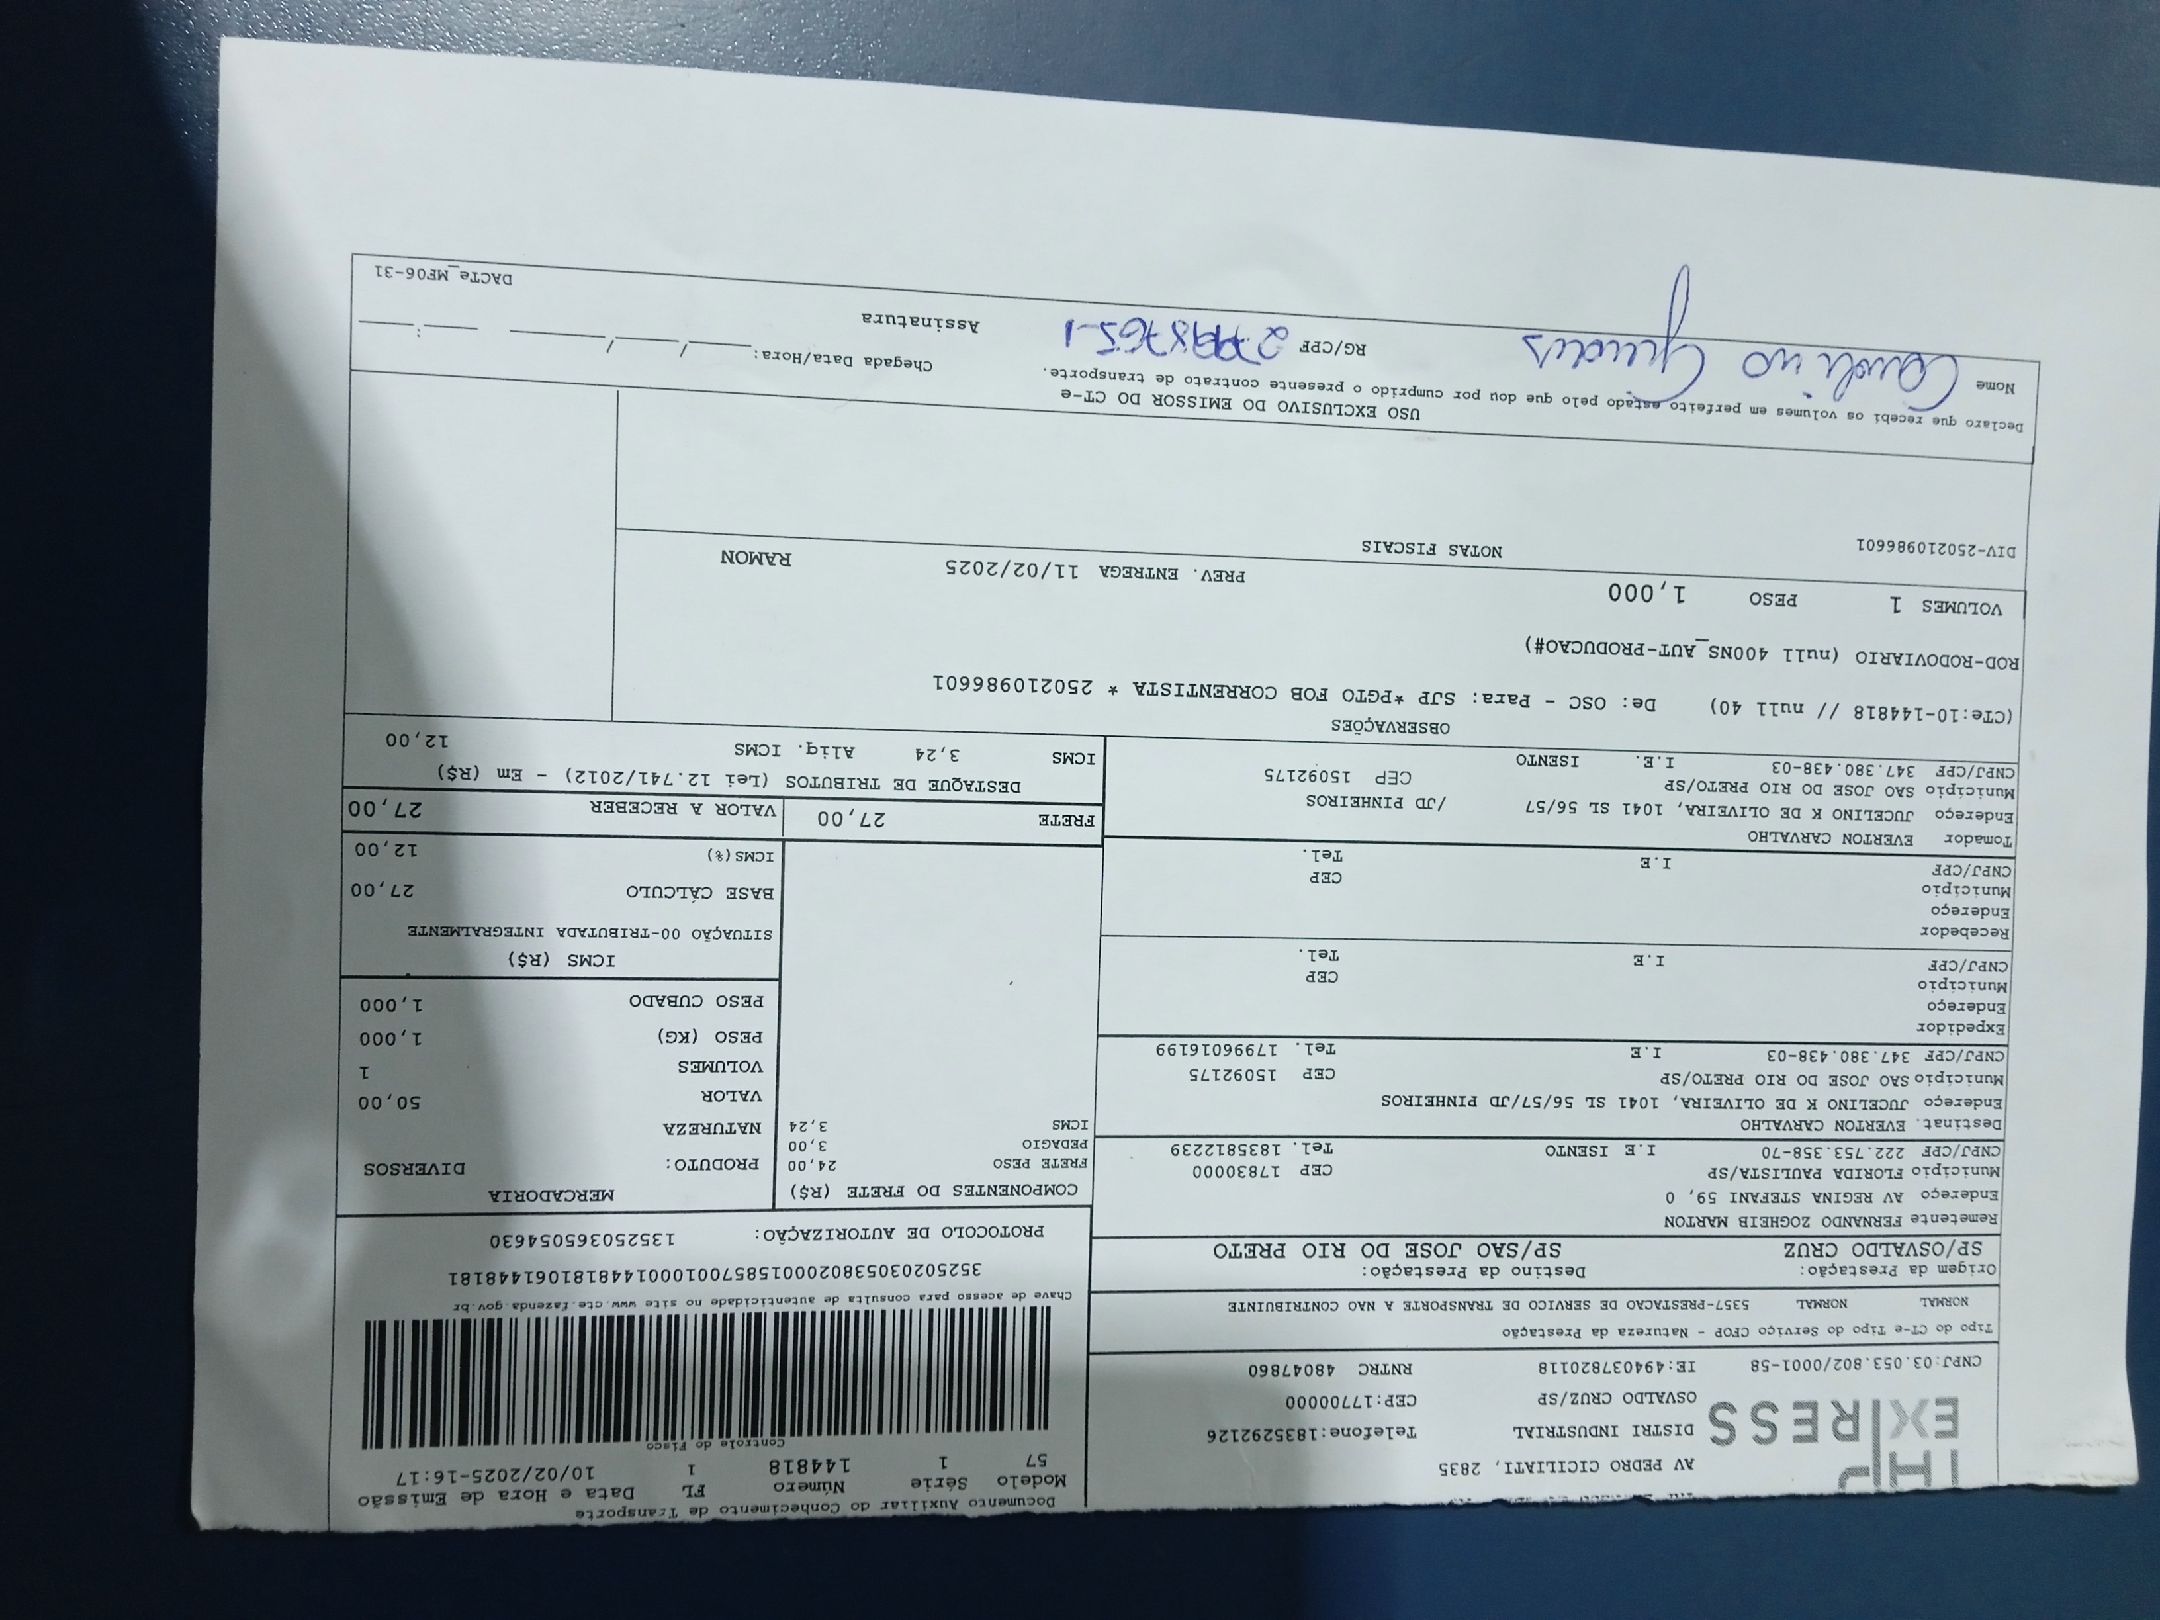 EXPRESS
AV PEDRO CICILIATI, 2835
DISTRI INDUSTRIAL Telefone:1835292126
OSVALDO CRUZ/SP CEP:17700000
CNPJ:03.053.802/0001-58 IE:494037820118 RNTRC 48047860
Documento Auxiliar do Conhecimento de Transporte
Modelo Série Número FL Data e Hora de Emissão
57 1 144818 1 10/02/2025-16:17
Controle do Fisco
Tipo do CT-e Tipo do Serviço CFOP - Natureza da Prestação
NORMAL NORMAL 5357-PRESTACAO DE SERVICO DE TRANSPORTE A NAO CONTRIBUINTE
Chave de acesso para consulta de autenticidade no site www.cte.fazenda.gov.br
35250203053802000158570010001448181061448181
Origem da Prestação: Destino da Prestação:
SP/OSVALDO CRUZ SP/SAO JOSE DO RIO PRETO
PROTOCOLO DE AUTORIZAÇÃO: 135250365054630
Remetente FERNANDO ZOGHEIB MARTON
Endereço AV REGINA STEFANI 59, 0
Município FLORIDA PAULISTA/SP CEP 17830000
CNPJ/CPF 222.753.358-70 I.E ISENTO Tel. 1835812239
Destinat. EVERTON CARVALHO
Endereço JUCELINO K DE OLIVEIRA, 1041 SL 56/57/JD PINHEIROS
Município SAO JOSE DO RIO PRETO/SP CEP 15092175
CNPJ/CPF 347.380.438-03 I.E Tel. 17996016199
Expedidor
Endereço
Município CEP
CNPJ/CPF I.E Tel.
Recebedor
Endereço
Município CEP
CNPJ/CPF I.E Tel.
Tomador EVERTON CARVALHO
Endereço JUCELINO K DE OLIVEIRA, 1041 SL 56/57 /JD PINHEIROS
Município SAO JOSE DO RIO PRETO/SP CEP 15092175
CNPJ/CPF 347.380.438-03 I.E. ISENTO
COMPONENTES DO FRETE (R$)
FRETE PESO 24,00
PEDAGIO 3,00
ICMS 3,24
MERCADORIA
PRODUTO: DIVERSOS
NATUREZA
VALOR 50,00
VOLUMES 1
PESO (KG) 1,000
PESO CUBADO 1,000
ICMS (R$)
SITUAÇÃO 00-TRIBUTADA INTEGRALMENTE
BASE CÁLCULO 27,00
ICMS(%) 12,00
FRETE 27,00 VALOR A RECEBER 27,00
DESTAQUE DE TRIBUTOS (Lei 12.741/2012) - Em (R$)
ICMS 3,24 Aliq. ICMS 12,00
OBSERVAÇÕES
(CTe:10-144818 // null 40) De: OSC - Para: SJP *PGTO FOB CORRENTISTA * 250210986601
ROD-RODOVIARIO (null 400NS_AUT-PRODUCAO#)
VOLUMES 1 PESO 1,000 PREV. ENTREGA 11/02/2025 RAMON
NOTAS FISCAIS
DIV-250210986601
USO EXCLUSIVO DO EMISSOR DO CT-e
Declaro que recebi os volumes em perfeito estado pelo que dou por cumprido o presente contrato de transporte.
Nome RG/CPF Assinatura Chegada Data/Hora: ____/____/______ ____:____
DACTe_MF06-31